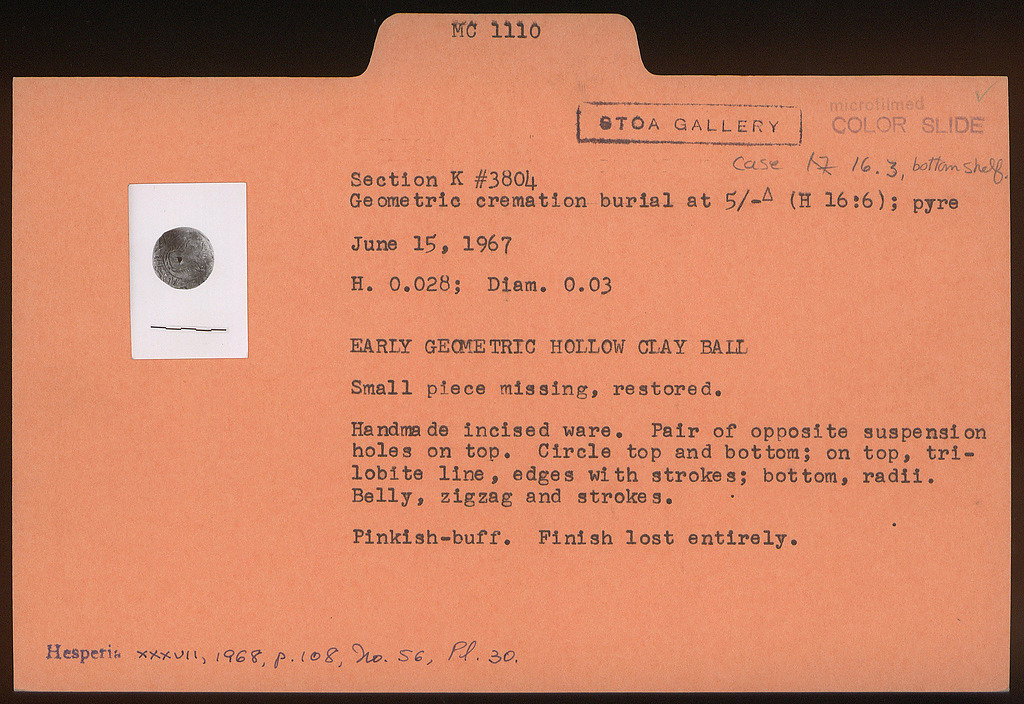 MC 1110
microfilmed
STOA GALLERY
COLOR SLIDE
case 16.3, bottom shelf.
Section K #3804
Geometric cremation burial at 5/-Δ (H 16:6); pyre
June 15, 1967
H. 0.028; Diam. 0.03
EARLY GEOMETRIC HOLLOW CLAY BALL
Small piece missing, restored.
Handmade incised ware. Pair of opposite suspension
holes on top. Circle top and bottom; on top, tri-
lobite line, edges with strokes; bottom, radii.
Belly, zigzag and strokes.
Pinkish-buff. Finish lost entirely.
Hesperia XXXVII, 1968, p. 108, No. 56, Pl. 30.